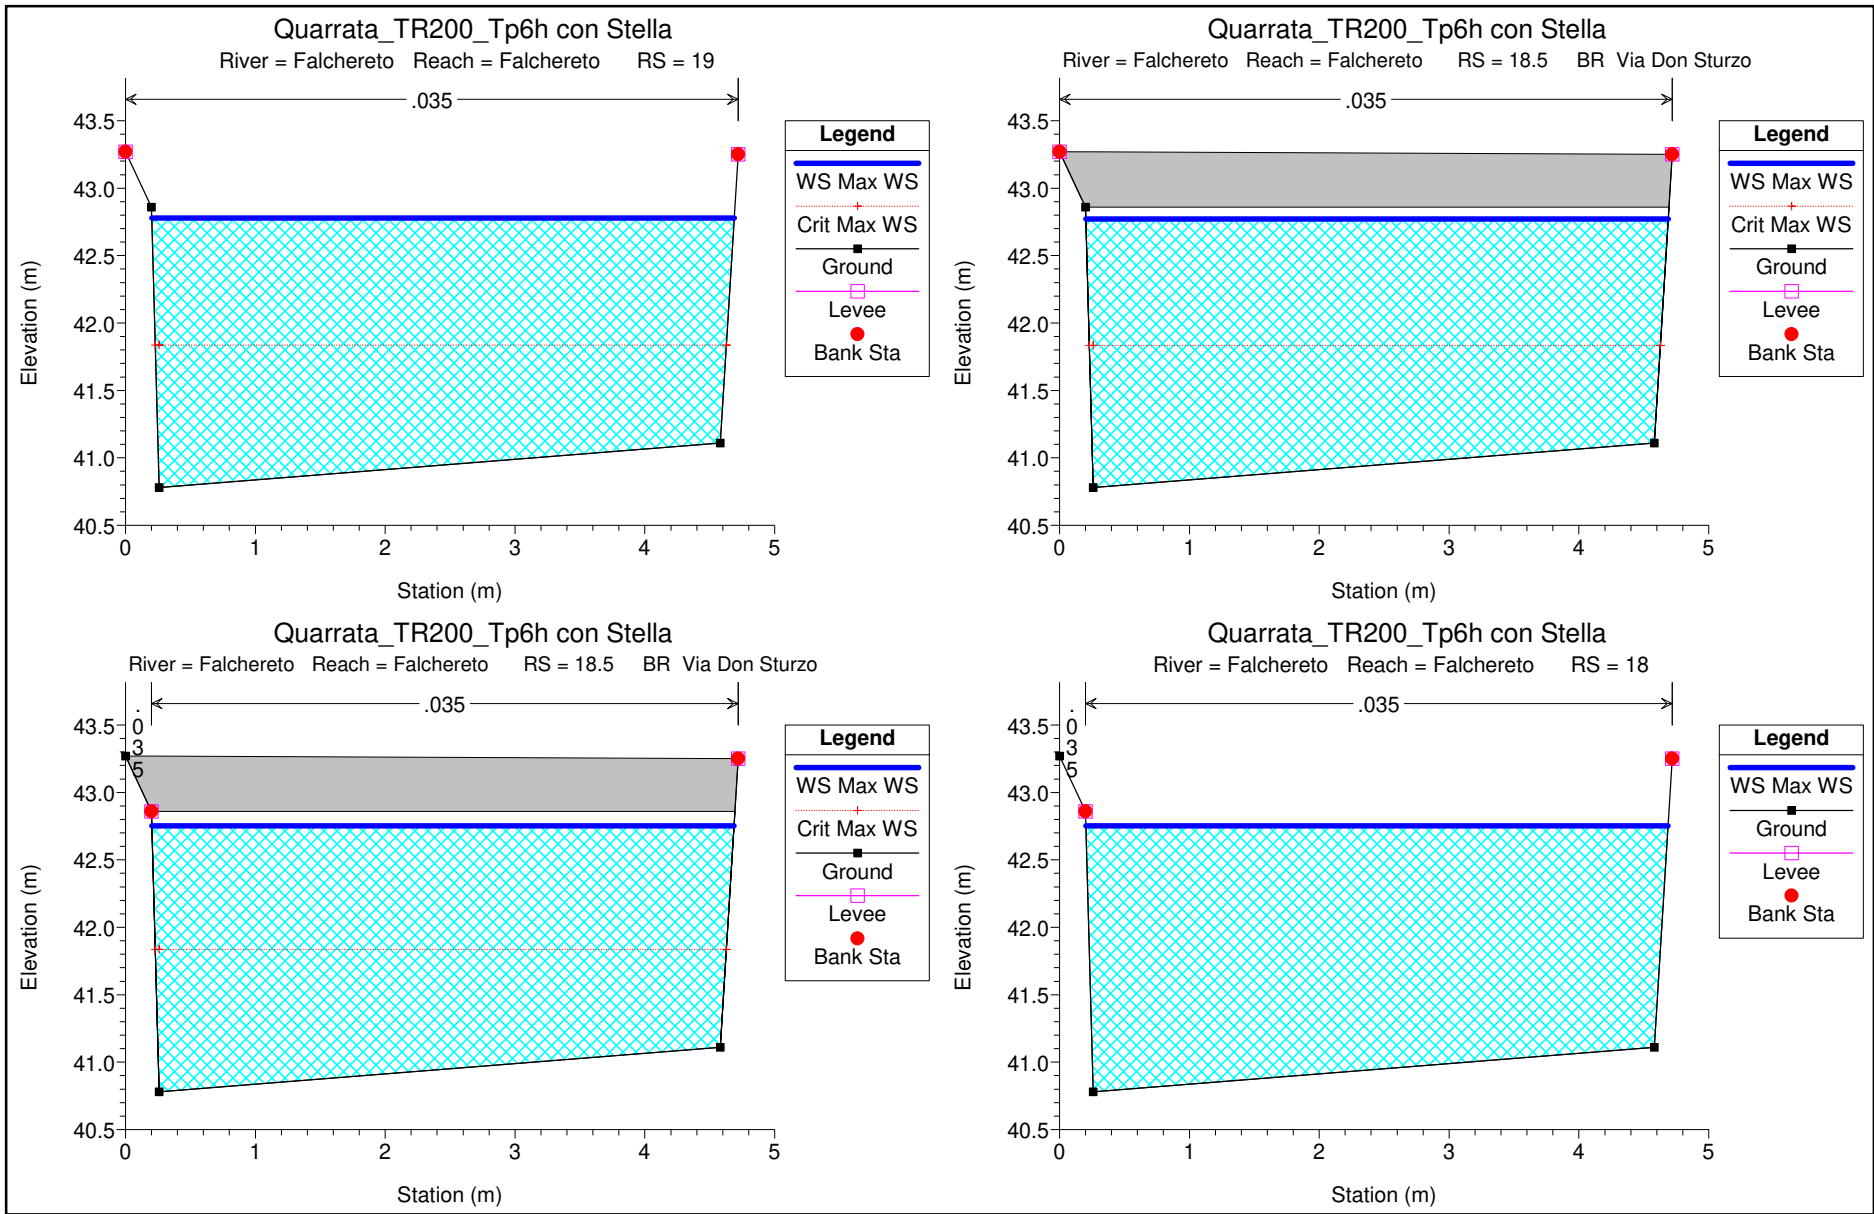 Quarrata_TR200_Tp6h con Stella
River = Falchereto Reach = Falchereto RS = 19
.035
43.5
43.0
42.5
42.0
41.5
41.0
40.5
0 1 2 3 4 5
Station (m)
Elevation (m)
Legend
WS Max WS
Crit Max WS
Ground
Levee
Bank Sta
Quarrata_TR200_Tp6h con Stella
River = Falchereto Reach = Falchereto RS = 18.5 BR Via Don Sturzo
.035
43.5
43.0
42.5
42.0
41.5
41.0
40.5
0 1 2 3 4 5
Station (m)
Elevation (m)
Legend
WS Max WS
Crit Max WS
Ground
Levee
Bank Sta
Quarrata_TR200_Tp6h con Stella
River = Falchereto Reach = Falchereto RS = 18.5 BR Via Don Sturzo
.035
.035
43.5
43.0
42.5
42.0
41.5
41.0
40.5
0 1 2 3 4 5
Station (m)
Elevation (m)
Legend
WS Max WS
Crit Max WS
Ground
Levee
Bank Sta
Quarrata_TR200_Tp6h con Stella
River = Falchereto Reach = Falchereto RS = 18
.035
.035
43.5
43.0
42.5
42.0
41.5
41.0
40.5
0 1 2 3 4 5
Station (m)
Elevation (m)
Legend
WS Max WS
Ground
Levee
Bank Sta